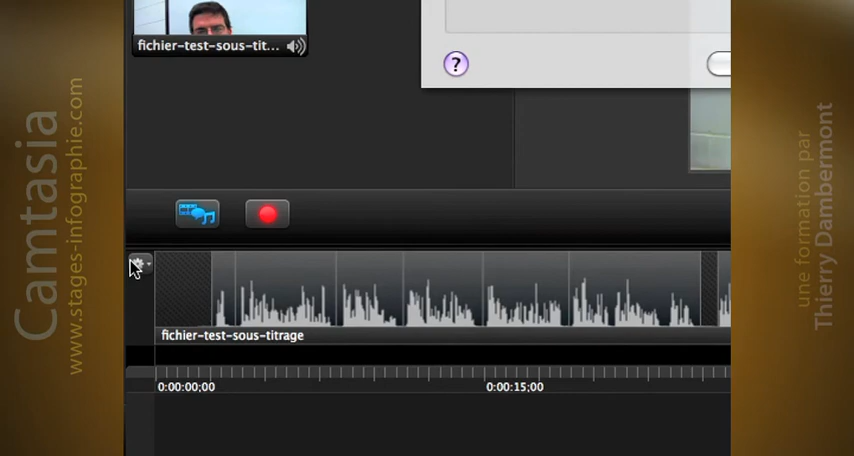 Camtasia
www.stages-infographie.com
fichier-test-sous-tit...
?
fichier-test-sous-titrage
0:00:00;00
0:00:15;00
une formation par
Thierry Dambermont